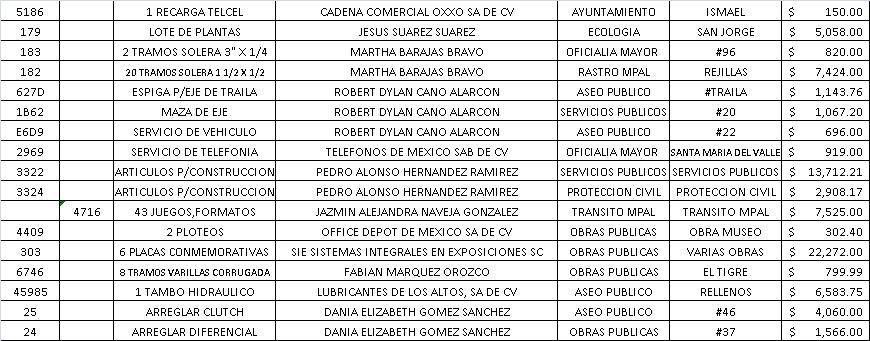 5186 1 RECARGA TELCEL CADENA COMERCIAL OXXO SA DE CV AYUNTAMIENTO ISMAEL $ 150.00
179 LOTE DE PLANTAS JESUS SUAREZ SUAREZ ECOLOGIA SAN JORGE $ 5,058.00
183 2 TRAMOS SOLERA 3" X 1/4 MARTHA BARAJAS BRAVO OFICIALIA MAYOR #96 $ 820.00
182 20 TRAMOS SOLERA 1 1/2 X 1/2 MARTHA BARAJAS BRAVO RASTRO MPAL REJILLAS $ 7,424.00
627D ESPIGA P/EJE DE TRAILA ROBERT DYLAN CANO ALARCON ASEO PUBLICO #TRAILA $ 1,143.76
1B62 MAZA DE EJE ROBERT DYLAN CANO ALARCON SERVICIOS PUBLICOS #20 $ 1,067.20
E6D9 SERVICIO DE VEHICULO ROBERT DYLAN CANO ALARCON ASEO PUBLICO #22 $ 696.00
2969 SERVICIO DE TELEFONIA TELEFONOS DE MEXICO SAB DE CV OFICIALIA MAYOR SANTA MARIA DEL VALLE $ 919.00
3322 ARTICULOS P/CONSTRUCCION PEDRO ALONSO HERNANDEZ RAMIREZ SERVICIOS PUBLICOS SERVICIOS PUBLICOS $ 13,712.21
3324 ARTICULOS P/CONSTRUCCION PEDRO ALONSO HERNANDEZ RAMIREZ PROTECCION CIVIL PROTECCION CIVIL $ 2,908.17
4716 43 JUEGOS,FORMATOS JAZMIN ALEJANDRA NAVEJA GONZALEZ TRANSITO MPAL TRANSITO MPAL $ 7,525.00
4409 2 PLOTEOS OFFICE DEPOT DE MEXICO SA DE CV OBRAS PUBLICAS OBRA MUSEO $ 302.40
303 6 PLACAS CONMEMORATIVAS SIE SISTEMAS INTEGRALES EN EXPOSICIONES SC OBRAS PUBLICAS VARIAS OBRAS $ 22,272.00
6746 8 TRAMOS VARILLAS CORRUGADA FABIAN MARQUEZ OROZCO OBRAS PUBLICAS EL TIGRE $ 799.99
45985 1 TAMBO HIDRAULICO LUBRICANTES DE LOS ALTOS, SA DE CV ASEO PUBLICO RELLENOS $ 6,583.75
25 ARREGLAR CLUTCH DANIA ELIZABETH GOMEZ SANCHEZ ASEO PUBLICO #46 $ 4,060.00
24 ARREGLAR DIFERENCIAL DANIA ELIZABETH GOMEZ SANCHEZ OBRAS PUBLICAS #37 $ 1,566.00